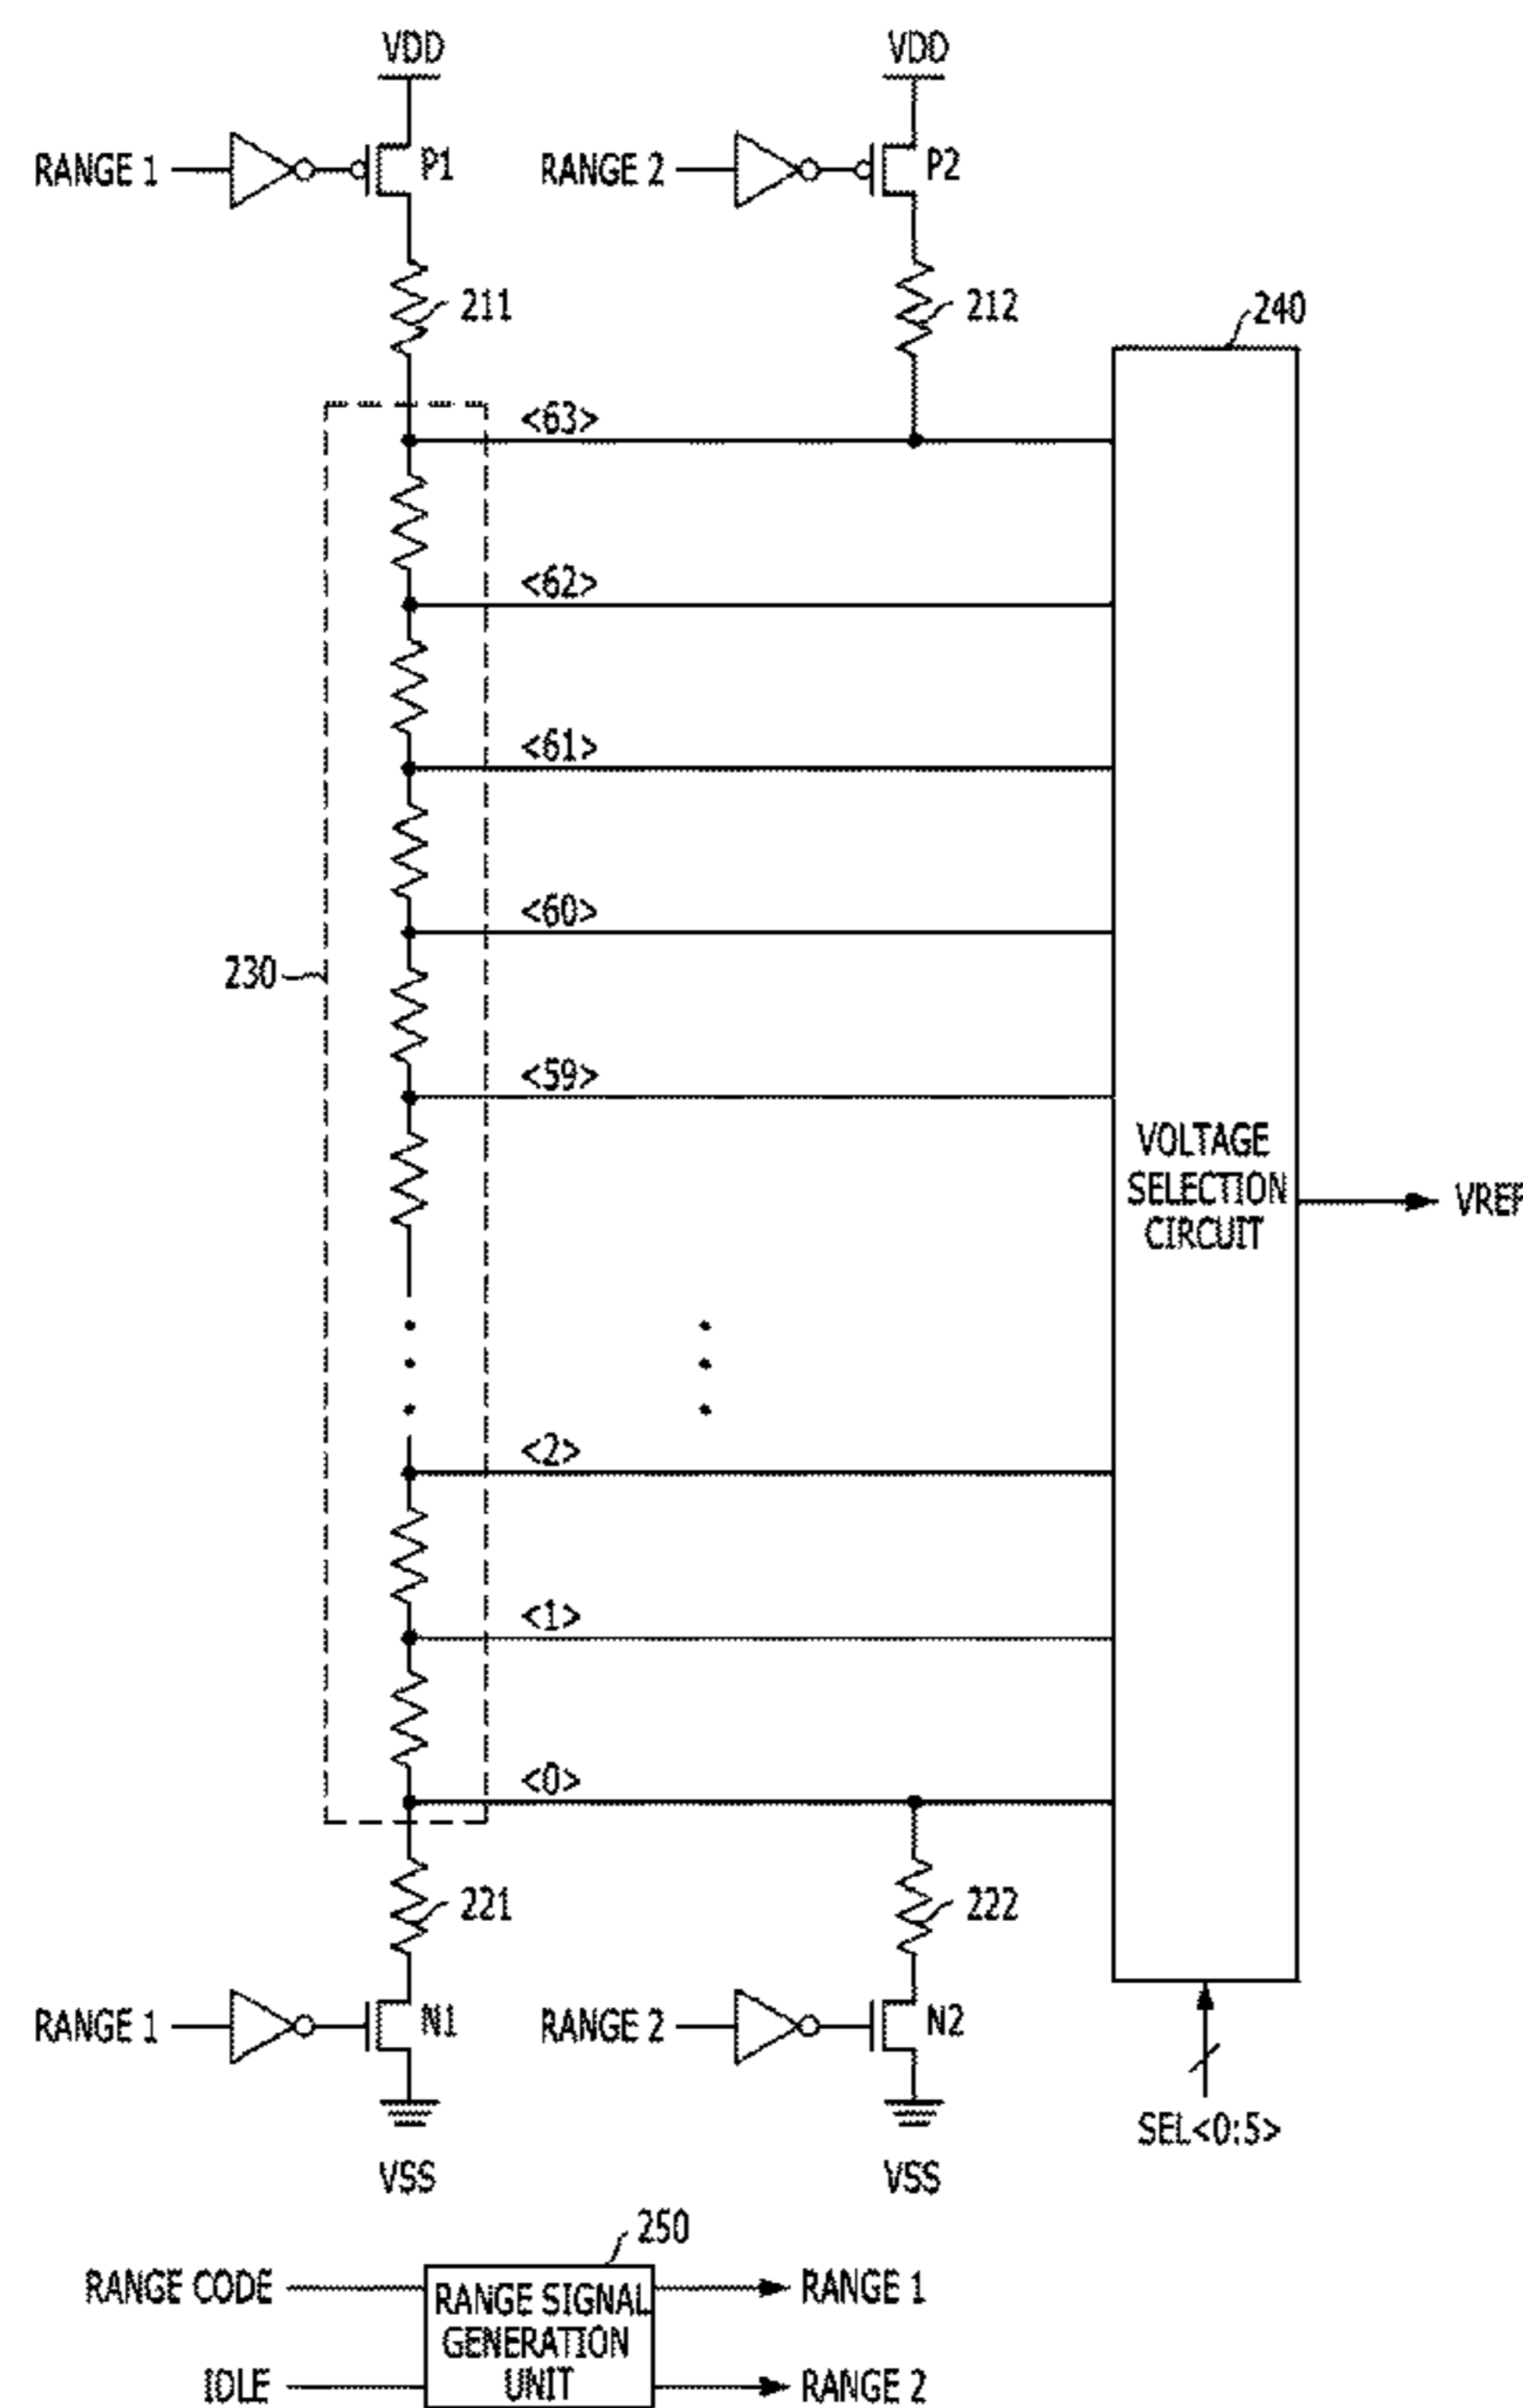 VDD VDD
RANGE 1 P1 RANGE 2 P2
211 212
240
<63>
<62>
<61>
<60>
230
<59>
VOLTAGE
SELECTION
CIRCUIT
VREF
<2>
<1>
<0>
221 222
RANGE 1 N1 RANGE 2 N2
SEL<0:5>
VSS VSS
250
RANGE CODE RANGE SIGNAL RANGE 1
GENERATION
IDLE UNIT RANGE 2